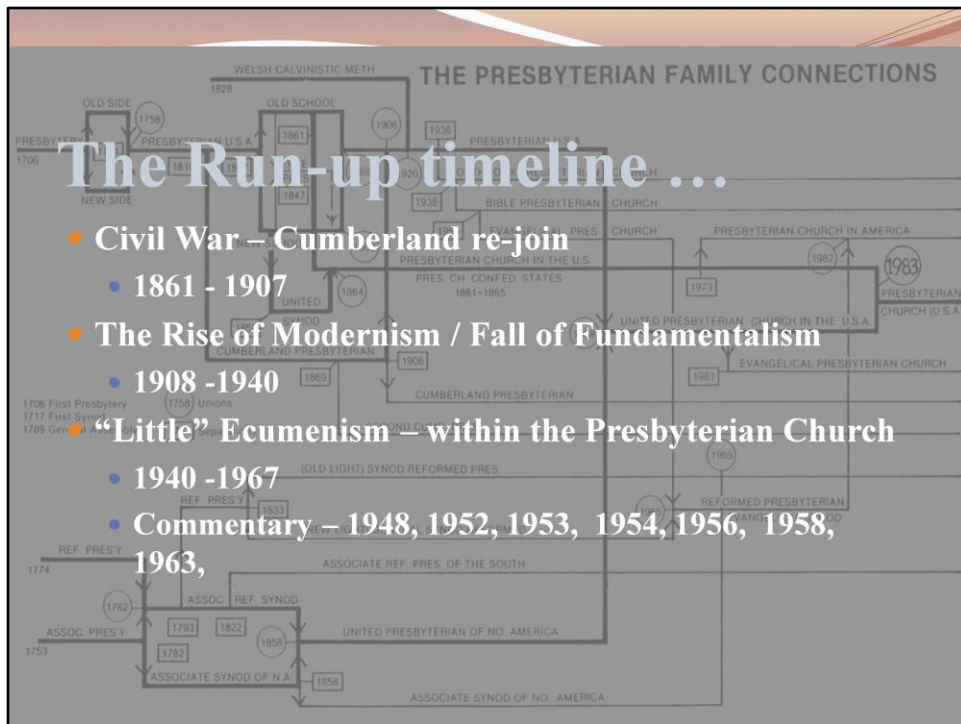 THE PRESBYTERIAN FAMILY CONNECTIONS
The Run-up timeline …
• Civil War – Cumberland re-join
• 1861 - 1907
• The Rise of Modernism / Fall of Fundamentalism
• 1908 -1940
• “Little” Ecumenism – within the Presbyterian Church
• 1940 -1967
• Commentary – 1948, 1952, 1953, 1954, 1956, 1958,
1963,
WELSH CALVINISTIC METH
1828
OLD SIDE
1758
OLD SCHOOL
1861
1906
1936
PRESBYTERIAN U.S.A.
1706
NEW SIDE
1847
1920
1936
BIBLE PRESBYTERIAN CHURCH
EVANGELICAL PRES. CHURCH
PRESBYTERIAN CHURCH IN AMERICA
1982
1983
PRESBYTERIAN CHURCH IN THE U.S.
PRES. CH. CONFED. STATES
1861-1865
1864
UNITED
SYNOD
1973
PRESBYTERIAN
CHURCH (U.S.A
UNITED PRESBYTERIAN CHURCH IN THE U.S.A
CUMBERLAND PRESBYTERIAN
1906
1869
EVANGELICAL PRESBYTERIAN CHURCH
1981
CUMBERLAND PRESBYTERIAN
1706 First Presbytery
1717 First Synod
1758 Unions
1969
(OLD LIGHT) SYNOD REFORMED PRES.
REF. PRES'Y
1833
1965
REFORMED PRESBYTERIAN
REF. PRES'Y
1774
ASSOCIATE REF. PRES. OF THE SOUTH
1782
ASSOC. REF. SYNOD
1793
1822
1858
UNITED PRESBYTERIAN OF NO. AMERICA
ASSOC. PRES'Y
1753
1782
ASSOCIATE SYNOD OF N.A.
1858
ASSOCIATE SYNOD OF NO. AMERICA